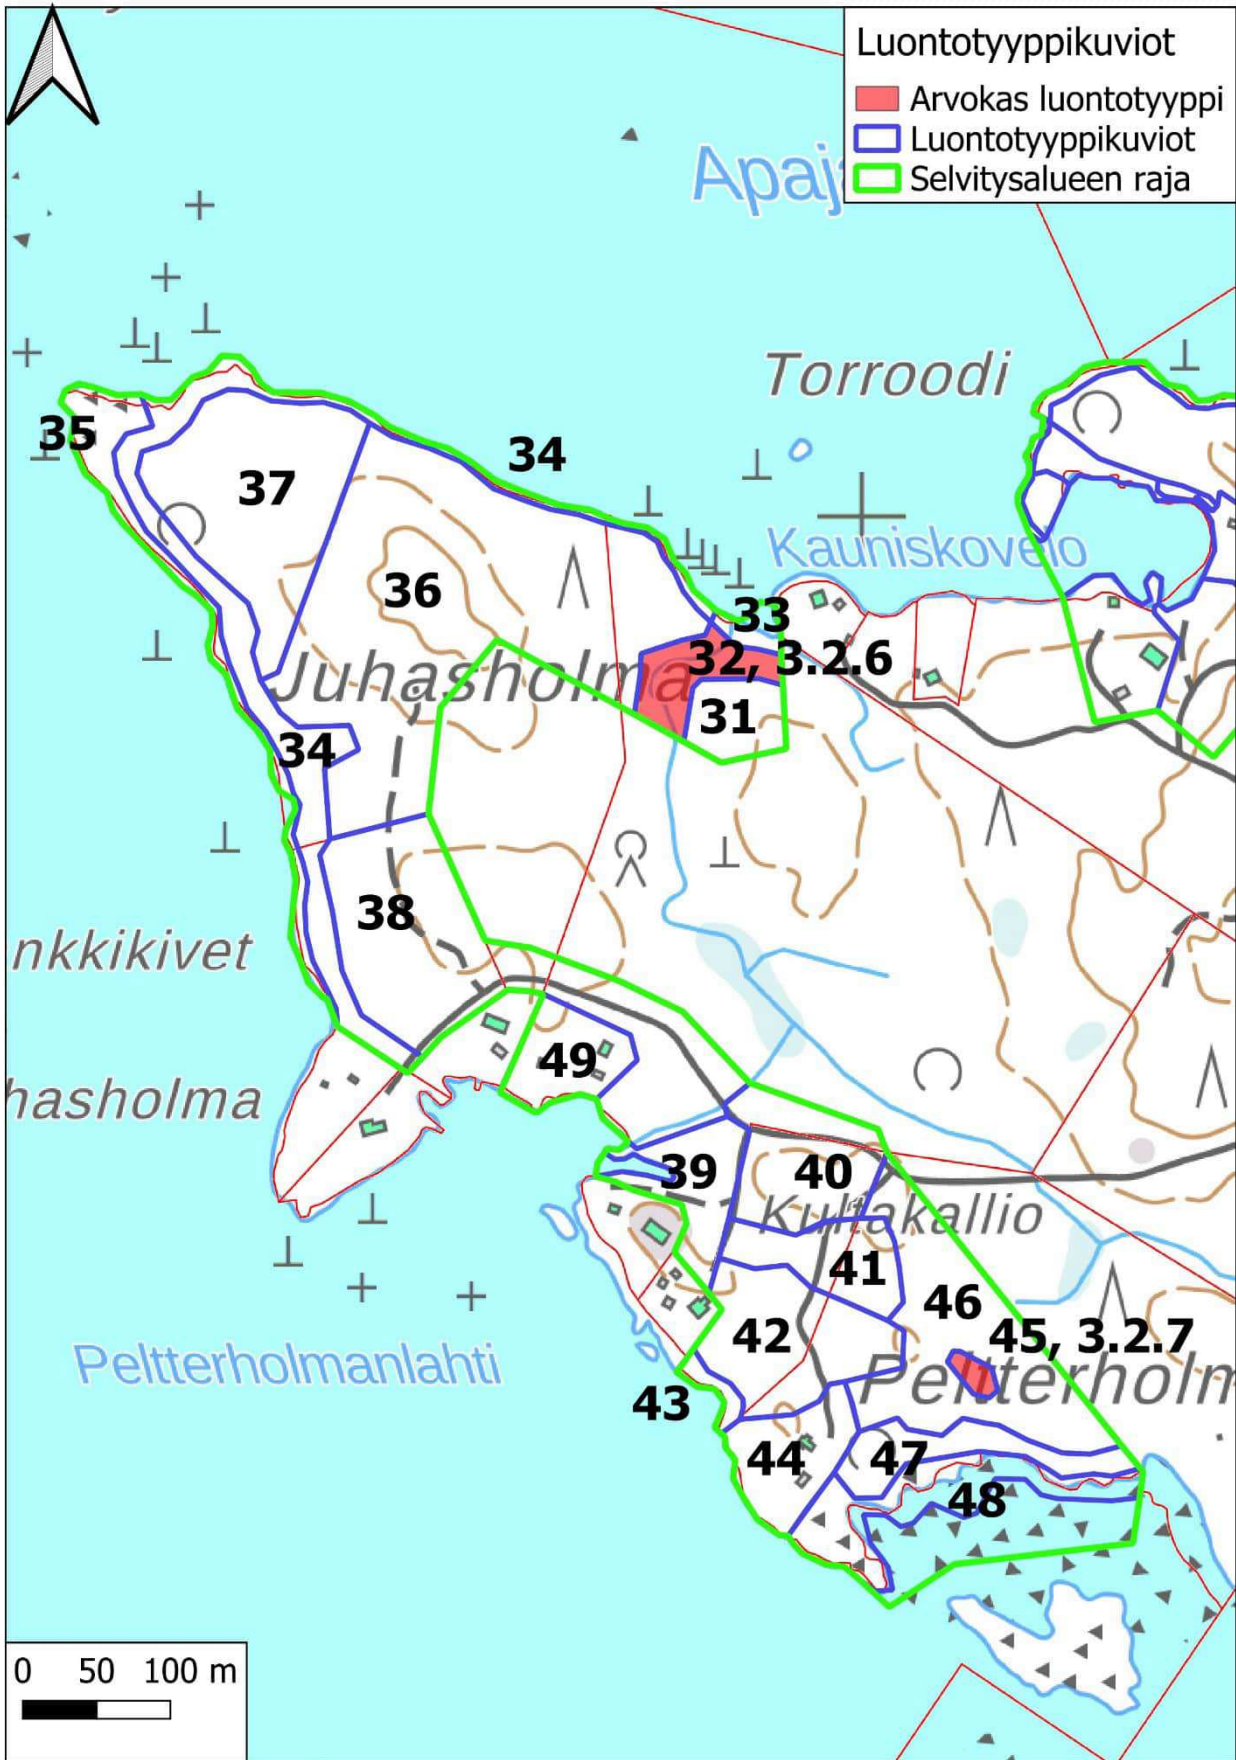 Luontotyyppikuviot
Arvokas luontotyyppi
Luontotyyppikuviot
Selvitysalueen raja
Apaj
Torroodi
35
34
37
Kauniskovelo
36
33
32, 3.2.6
Juhasholma
31
34
38
nkkikivet
49
hasholma
39
40
Kultakallio
41
46
42
45, 3.2.7
Peltterholmanlahti
Peltterholm
43
44
47
48
0 50 100 m